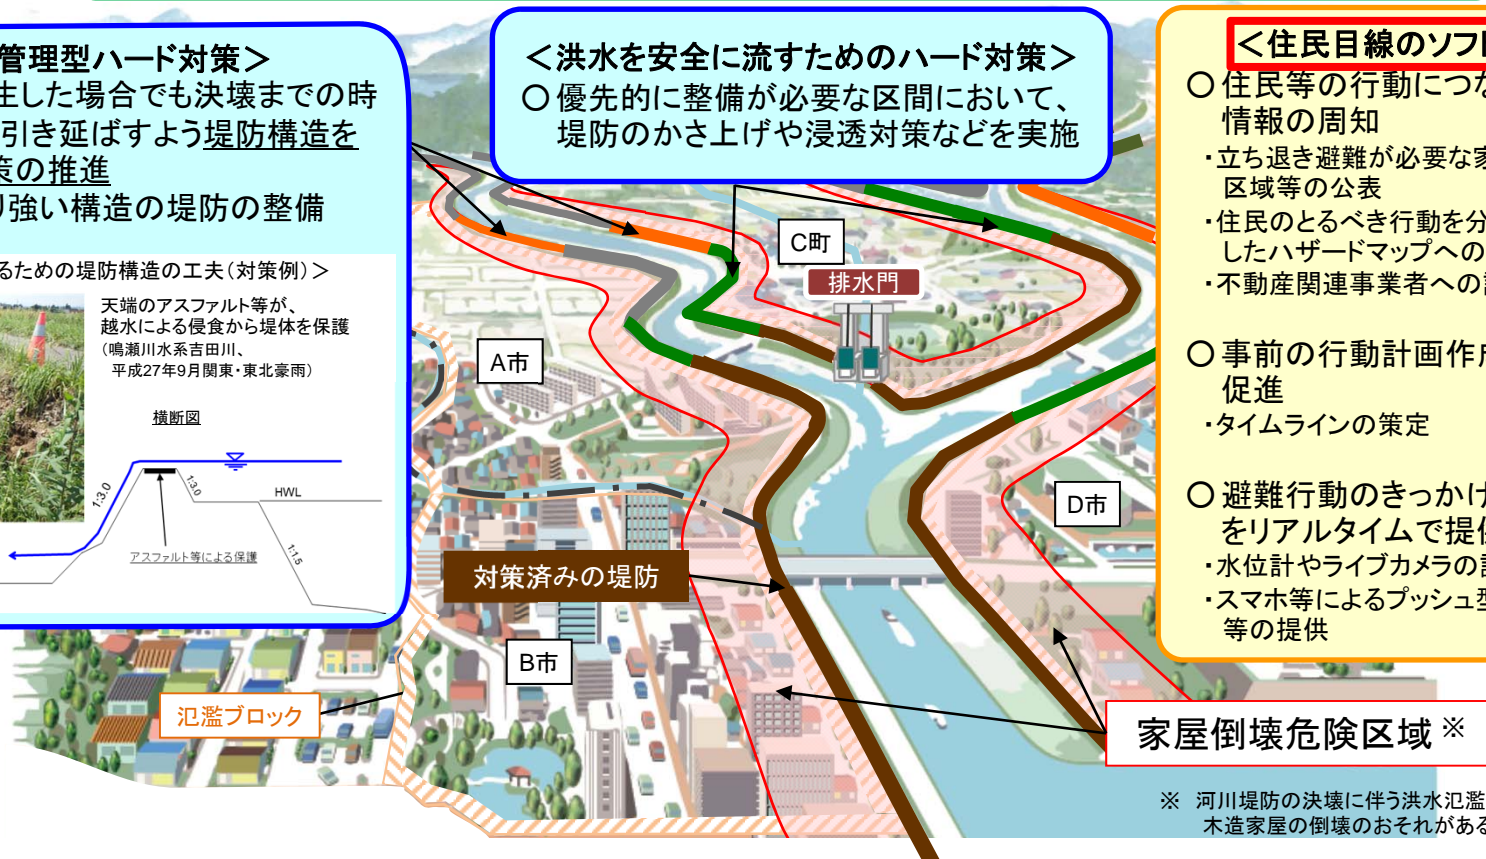 管理型ハード対策＞
生した場合でも決壊までの時
引き延ばすよう堤防構造を
策の推進
り強い構造の堤防の整備
るための堤防構造の工夫(対策例)＞
天端のアスファルト等が、
越水による侵食から堤体を保護
(鳴瀬川水系吉田川、
平成27年9月関東・東北豪雨)
横断図
1:3.0
1:3.0
HWL
1:1.5
アスファルト等による保護
＜洪水を安全に流すためのハード対策＞
○優先的に整備が必要な区間において、
堤防のかさ上げや浸透対策などを実施
C町
排水門
A市
D市
対策済みの堤防
B市
氾濫ブロック
＜住民目線のソフ
○住民等の行動につな
情報の周知
・立ち退き避難が必要な家
区域等の公表
・住民のとるべき行動を分
したハザードマップへの
・不動産関連事業者への
○事前の行動計画作成
促進
・タイムラインの策定
○避難行動のきっかけ
をリアルタイムで提供
・水位計やライブカメラの設
・スマホ等によるプッシュ型
等の提供
家屋倒壊危険区域※
※ 河川堤防の決壊に伴う洪水氾濫
木造家屋の倒壊のおそれがある